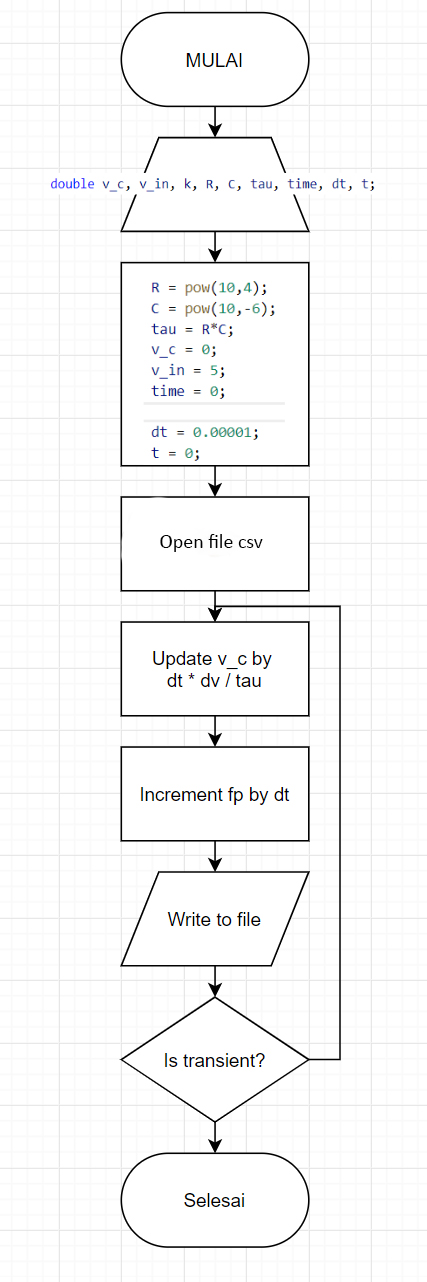 MULAI
double v_c, v_in, k, R, C, tau, time, dt, t;
R = pow(10,4);
C = pow(10,-6);
tau = R*C;
v_c = 0;
v_in = 5;
time = 0;
dt = 0.00001;
t = 0;
Open file csv
Update v_c by
dt * dv / tau
Increment fp by dt
Write to file
Is transient?
Selesai